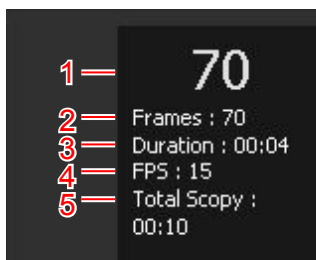 1 70
2 Frames : 70
3 Duration : 00:04
4 FPS : 15
5 Total Scopy :
00:10